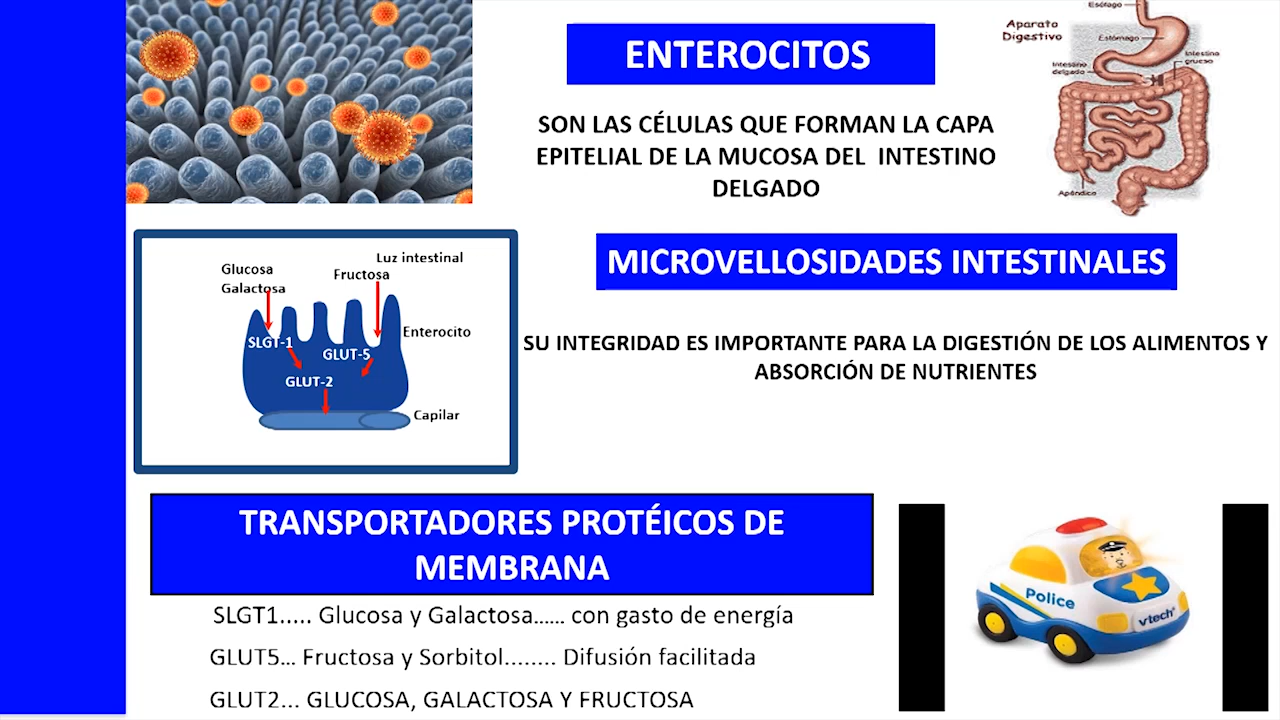 ENTEROCITOS
SON LAS CÉLULAS QUE FORMAN LA CAPA
EPITELIAL DE LA MUCOSA DEL INTESTINO
DELGADO
Esófago
Aparato
Digestivo
Estómago
Intestino
grueso
Intestino
delgado
Apéndice
MICROVELLOSIDADES INTESTINALES
SU INTEGRIDAD ES IMPORTANTE PARA LA DIGESTIÓN DE LOS ALIMENTOS Y
ABSORCIÓN DE NUTRIENTES
Luz intestinal
Glucosa
Galactosa
Fructosa
Enterocito
SLGT-1
GLUT-5
GLUT-2
Capilar
TRANSPORTADORES PROTÉICOS DE
MEMBRANA
SLGT1..... Glucosa y Galactosa...... con gasto de energía
GLUT5... Fructosa y Sorbitol........ Difusión facilitada
GLUT2... GLUCOSA, GALACTOSA Y FRUCTOSA
Police
vtech